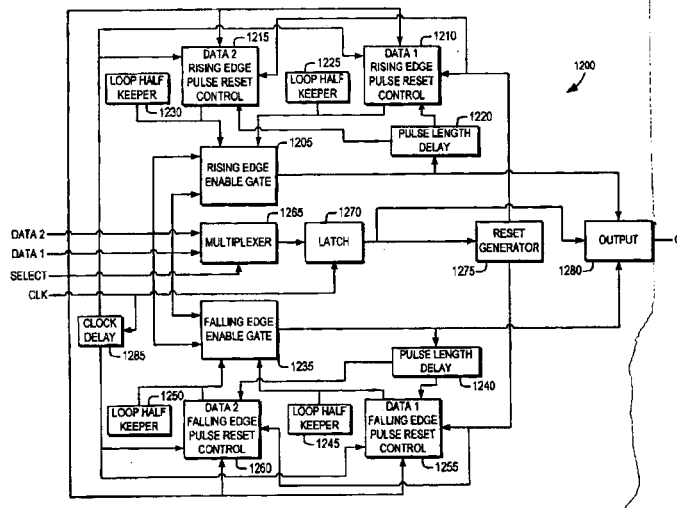 1215
DATA 2
RISING EDGE
PULSE RESET
CONTROL
1225
1210
DATA 1
RISING EDGE
PULSE RESET
CONTROL
1200
LOOP HALF
KEEPER
1230
LOOP HALF
KEEPER
1220
PULSE LENGTH
DELAY
1205
RISING EDGE
ENABLE GATE
DATA 2
DATA 1
SELECT
CLK
1265
MULTIPLEXER
1270
LATCH
RESET
GENERATOR
1275
OUTPUT
1280
CLOCK
DELAY
1285
FALLING EDGE
ENABLE GATE
1235
PULSE LENGTH
DELAY
1240
1250
LOOP HALF
KEEPER
DATA 2
FALLING EDGE
PULSE RESET
CONTROL
1260
LOOP HALF
KEEPER
1245
DATA 1
FALLING EDGE
PULSE RESET
CONTROL
1255